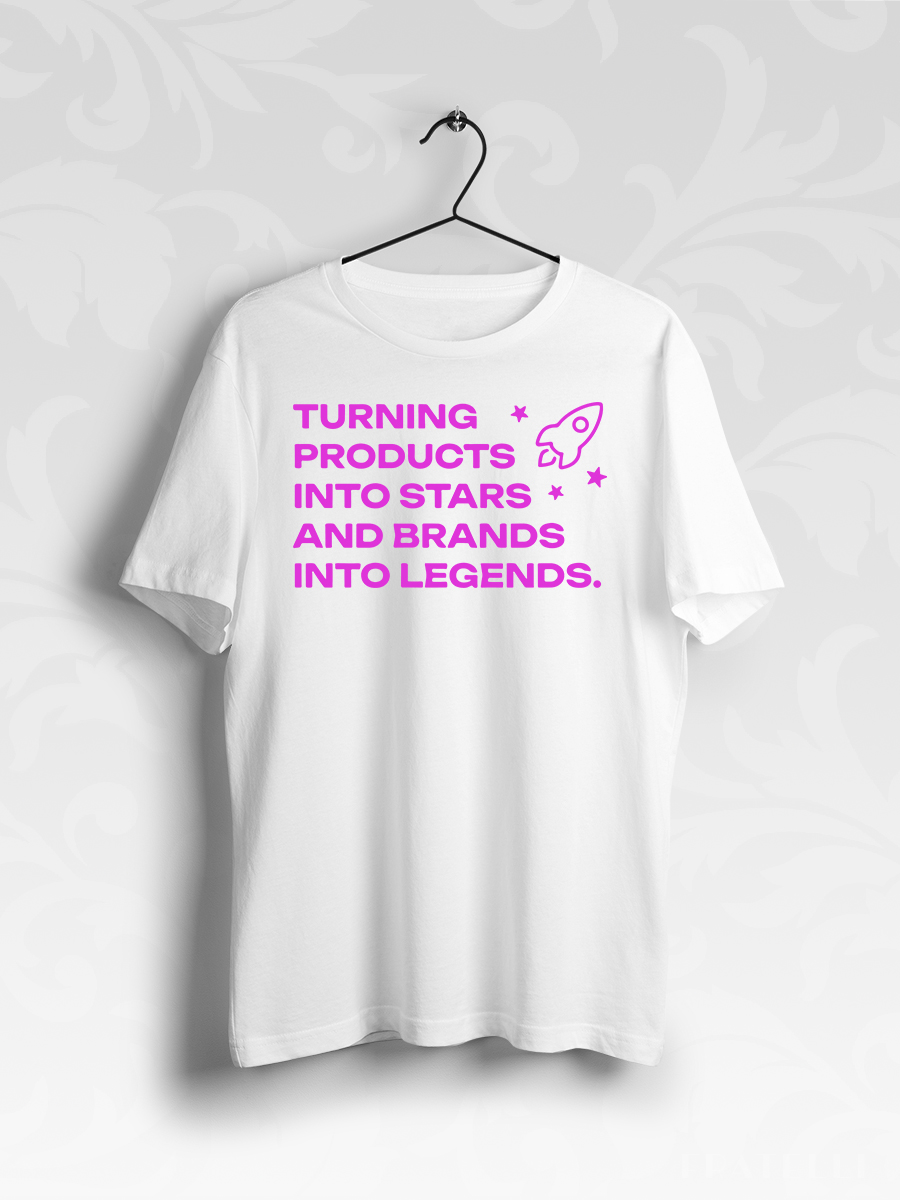 TURNING
PRODUCTS
INTO STARS
AND BRANDS
INTO LEGENDS.